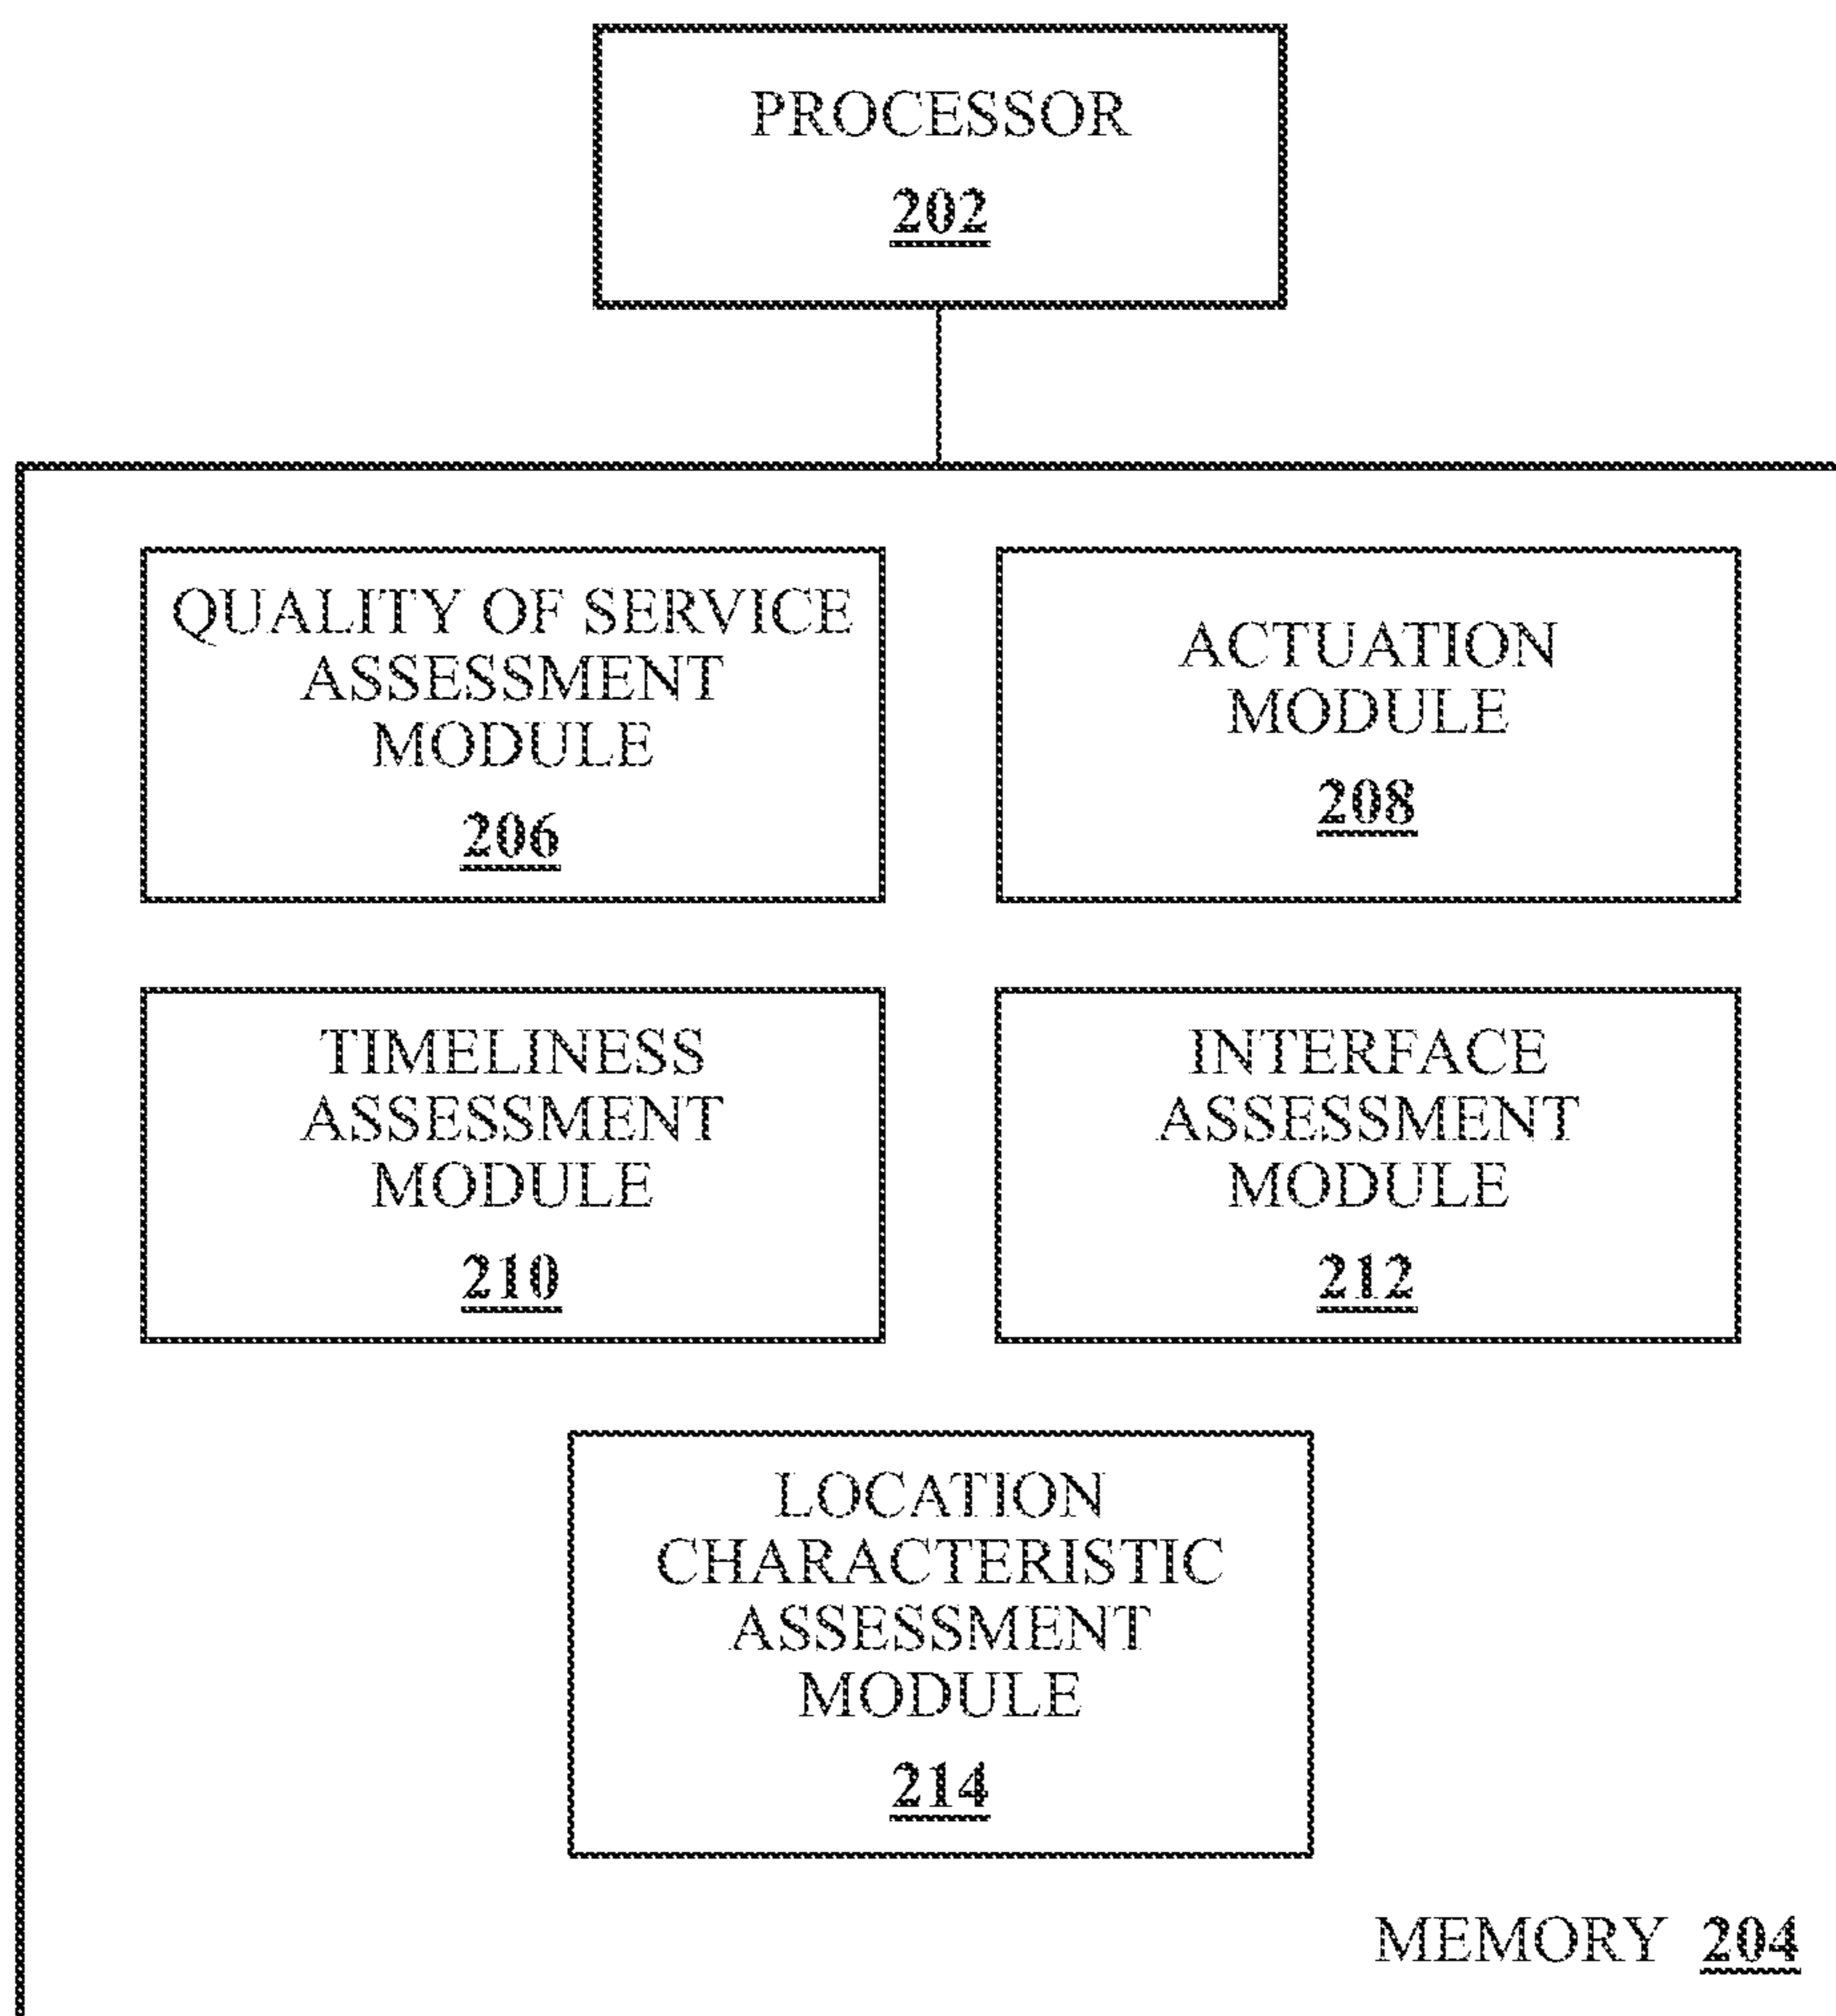 PROCESSOR
202
QUALITY OF SERVICE
ASSESSMENT
MODULE
206
ACTUATION
MODULE
208
TIMELINESS
ASSESSMENT
MODULE
210
INTERFACE
ASSESSMENT
MODULE
212
LOCATION
CHARACTERISTIC
ASSESSMENT
MODULE
214
MEMORY 204